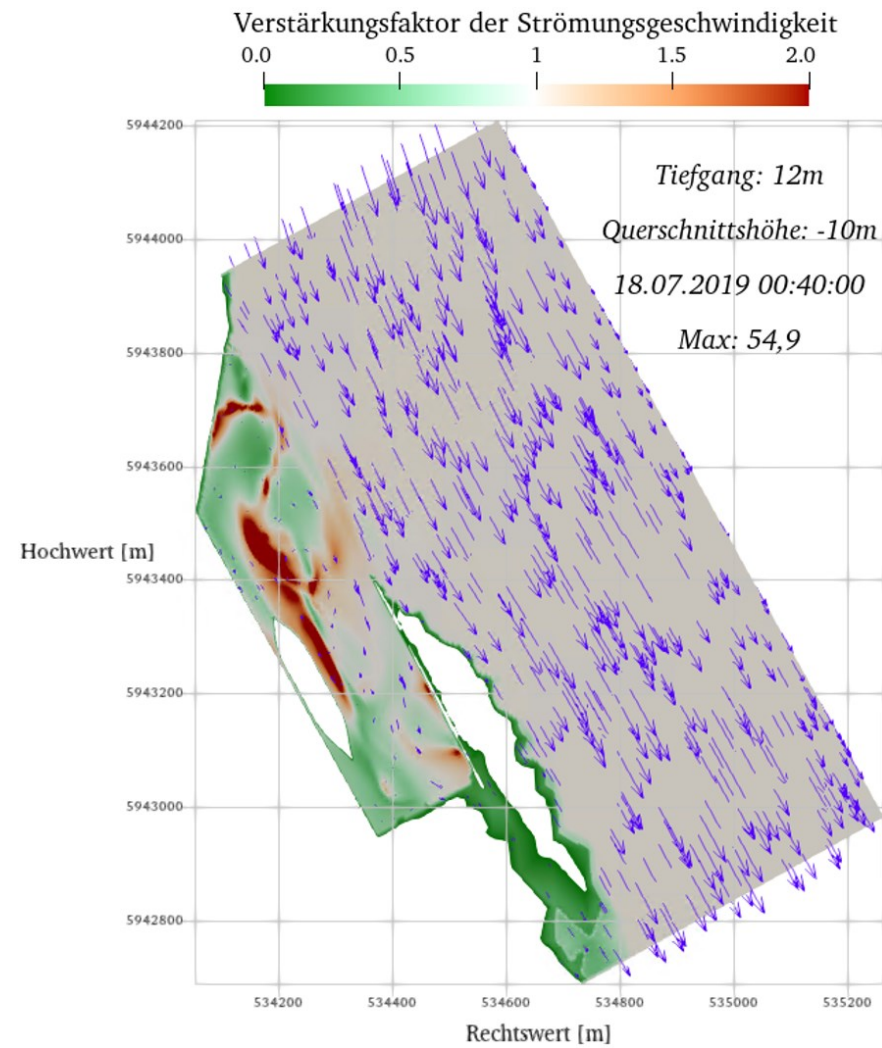 Verstärkungsfaktor der Strömungsgeschwindigkeit
0.0 0.5 1 1.5 2.0
5944200
Tiefgang: 12m
Querschnittshöhe: -10m
5944000
18.07.2019 00:40:00
Max: 54,9
5943800
5943600
Hochwert [m]
5943400
5943200
5943000
5942800
534200 534400 534600 534800 535000 535200
Rechtswert [m]